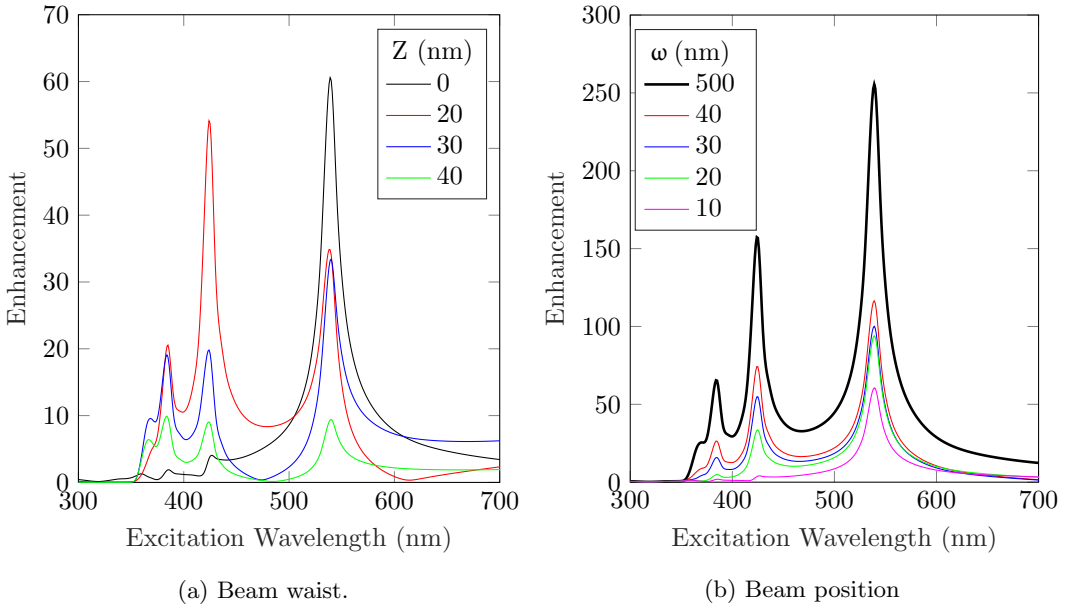 70
60
50
40
30
20
10
0
Enhancement
300 400 500 600 700
Excitation Wavelength (nm)
Z (nm)
0
20
30
40
(a) Beam waist.
300
250
200
150
100
50
0
Enhancement
300 400 500 600 700
Excitation Wavelength (nm)
ω (nm)
500
40
30
20
10
(b) Beam position